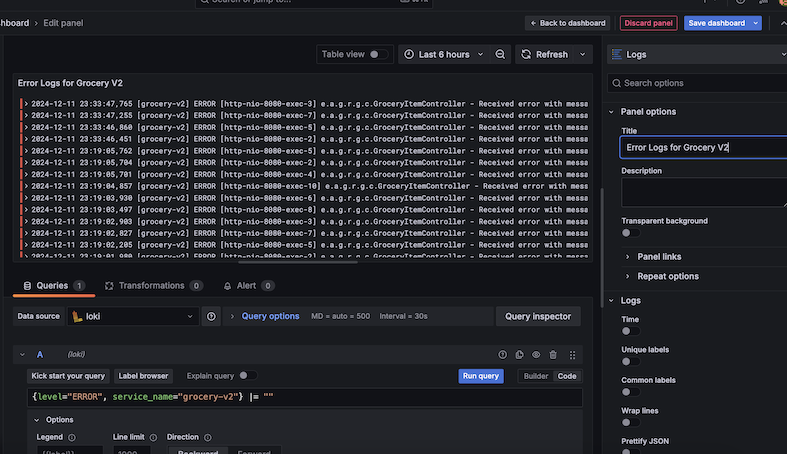 shboard › Edit panel
← Back to dashboard
Discard panel
Save dashboard
Table view
Last 6 hours
Refresh
Logs
Error Logs for Grocery V2
2024-12-11 23:33:47,765 [grocery-v2] ERROR [http-nio-8080-exec-3] e.a.g.r.g.c.GroceryItemController - Received error with messa
2024-12-11 23:33:47,255 [grocery-v2] ERROR [http-nio-8080-exec-7] e.a.g.r.g.c.GroceryItemController - Received error with messa
2024-12-11 23:33:46,860 [grocery-v2] ERROR [http-nio-8080-exec-5] e.a.g.r.g.c.GroceryItemController - Received error with messa
2024-12-11 23:33:46,451 [grocery-v2] ERROR [http-nio-8080-exec-2] e.a.g.r.g.c.GroceryItemController - Received error with messa
2024-12-11 23:19:05,762 [grocery-v2] ERROR [http-nio-8080-exec-5] e.a.g.r.g.c.GroceryItemController - Received error with messa
2024-12-11 23:19:05,704 [grocery-v2] ERROR [http-nio-8080-exec-2] e.a.g.r.g.c.GroceryItemController - Received error with messa
2024-12-11 23:19:05,701 [grocery-v2] ERROR [http-nio-8080-exec-4] e.a.g.r.g.c.GroceryItemController - Received error with messa
2024-12-11 23:19:04,857 [grocery-v2] ERROR [http-nio-8080-exec-10] e.a.g.r.g.c.GroceryItemController - Received error with mess
2024-12-11 23:19:03,930 [grocery-v2] ERROR [http-nio-8080-exec-6] e.a.g.r.g.c.GroceryItemController - Received error with messa
2024-12-11 23:19:03,497 [grocery-v2] ERROR [http-nio-8080-exec-8] e.a.g.r.g.c.GroceryItemController - Received error with messa
2024-12-11 23:19:02,903 [grocery-v2] ERROR [http-nio-8080-exec-3] e.a.g.r.g.c.GroceryItemController - Received error with messa
2024-12-11 23:19:02,827 [grocery-v2] ERROR [http-nio-8080-exec-7] e.a.g.r.g.c.GroceryItemController - Received error with messa
2024-12-11 23:19:02,205 [grocery-v2] ERROR [http-nio-8080-exec-5] e.a.g.r.g.c.GroceryItemController - Received error with messa
Queries 1
Transformations 0
Alert 0
Data source
loki
Query options
MD = auto = 500
Interval = 30s
Query inspector
A
(loki)
Kick start your query
Label browser
Explain query
Run query
Builder
Code
{level="ERROR", service_name="grocery-v2"} |= ""
Options
Legend
Line limit
Direction
Backward
Forward
Search options
Panel options
Title
Error Logs for Grocery V2
Description
Transparent background
Panel links
Repeat options
Logs
Time
Unique labels
Common labels
Wrap lines
Prettify JSON